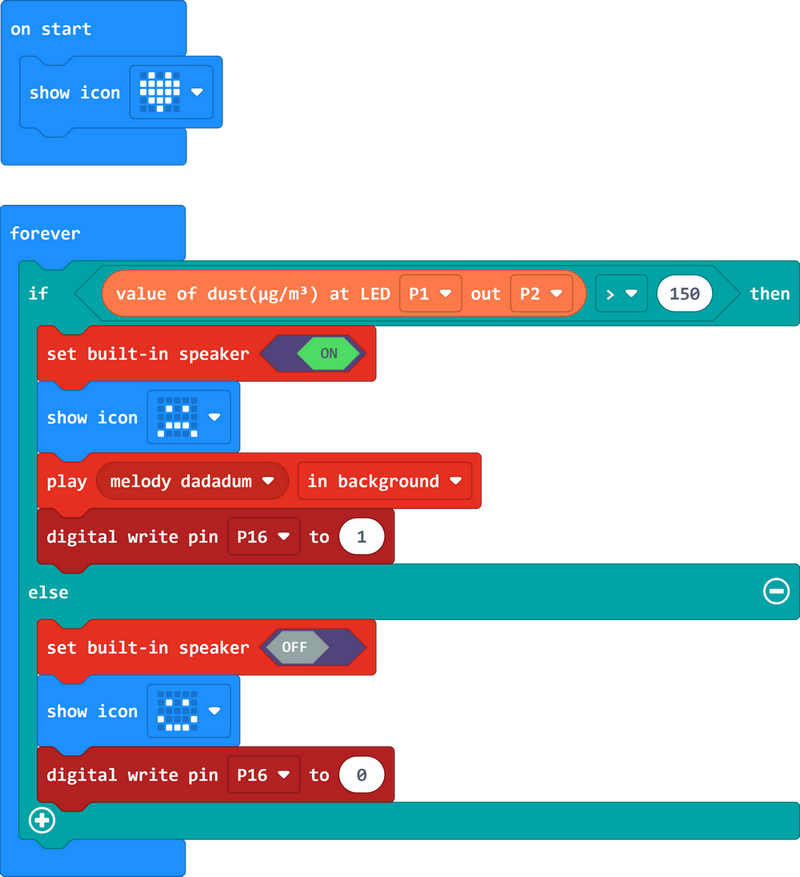 on start
show icon
forever
if value of dust(μg/m³) at LED P1 out P2 > 150 then
set built-in speaker ON
show icon
play melody dadadum in background
digital write pin P16 to 1
else
set built-in speaker OFF
show icon
digital write pin P16 to 0